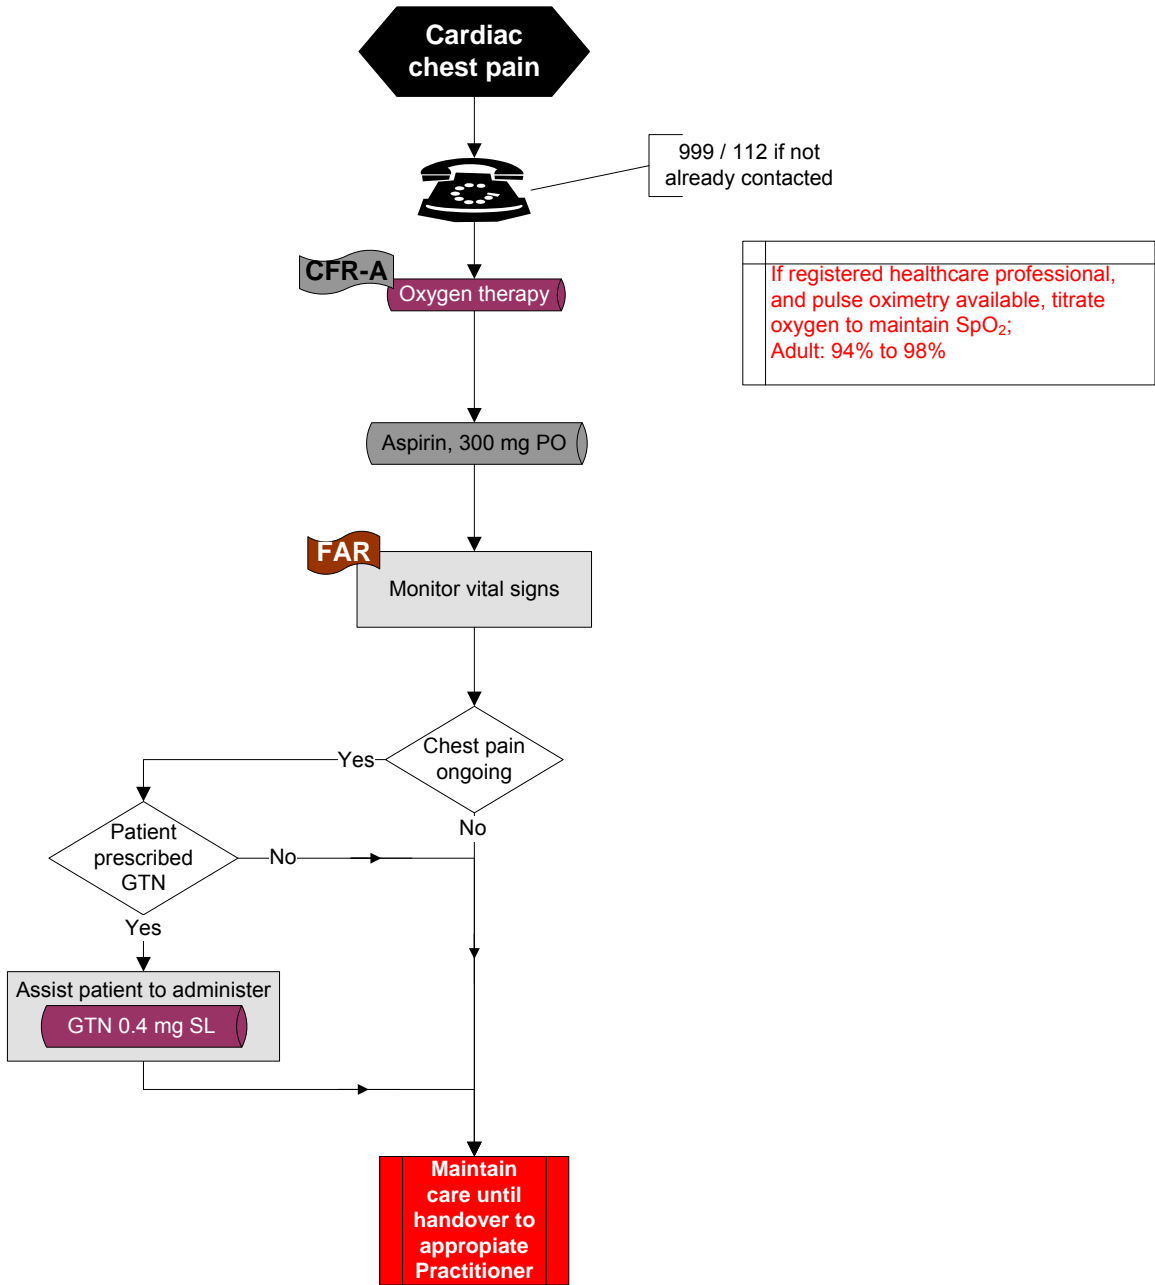 Cardiac
chest pain
999 / 112 if not
already contacted
CFR-A
Oxygen therapy
If registered healthcare professional,
and pulse oximetry available, titrate
oxygen to maintain SpO₂;
Adult: 94% to 98%
Aspirin, 300 mg PO
FAR
Monitor vital signs
Chest pain
ongoing
Yes
No
Patient
prescribed
GTN
No
Yes
Assist patient to administer
GTN 0.4 mg SL
Maintain
care until
handover to
appropiate
Practitioner